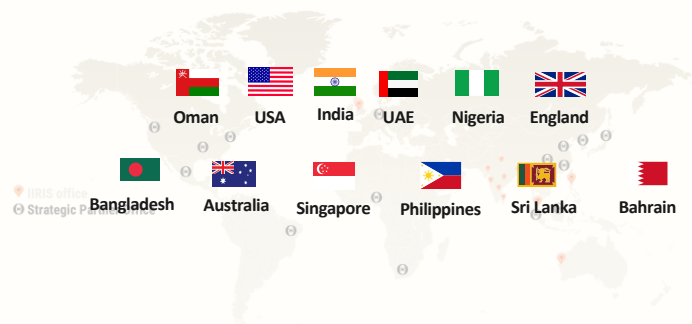 Oman USA India UAE Nigeria England
IIRIS office
Bangladesh Australia Singapore Philippines Sri Lanka Bahrain
Strategic Partner office